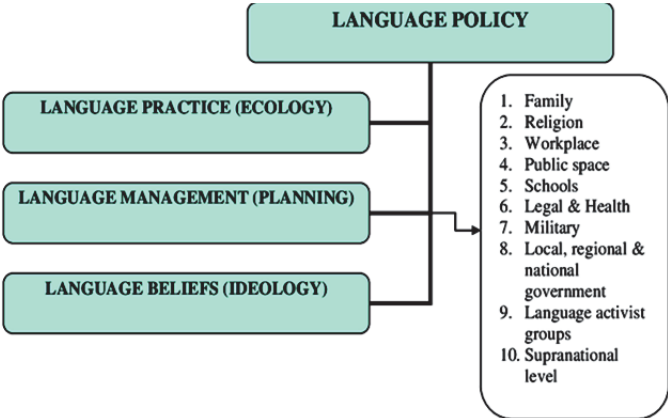 LANGUAGE POLICY
LANGUAGE PRACTICE (ECOLOGY)
LANGUAGE MANAGEMENT (PLANNING)
LANGUAGE BELIEFS (IDEOLOGY)
1. Family
2. Religion
3. Workplace
4. Public space
5. Schools
6. Legal & Health
7. Military
8. Local, regional &
national
government
9. Language activist
groups
10. Supranational
level